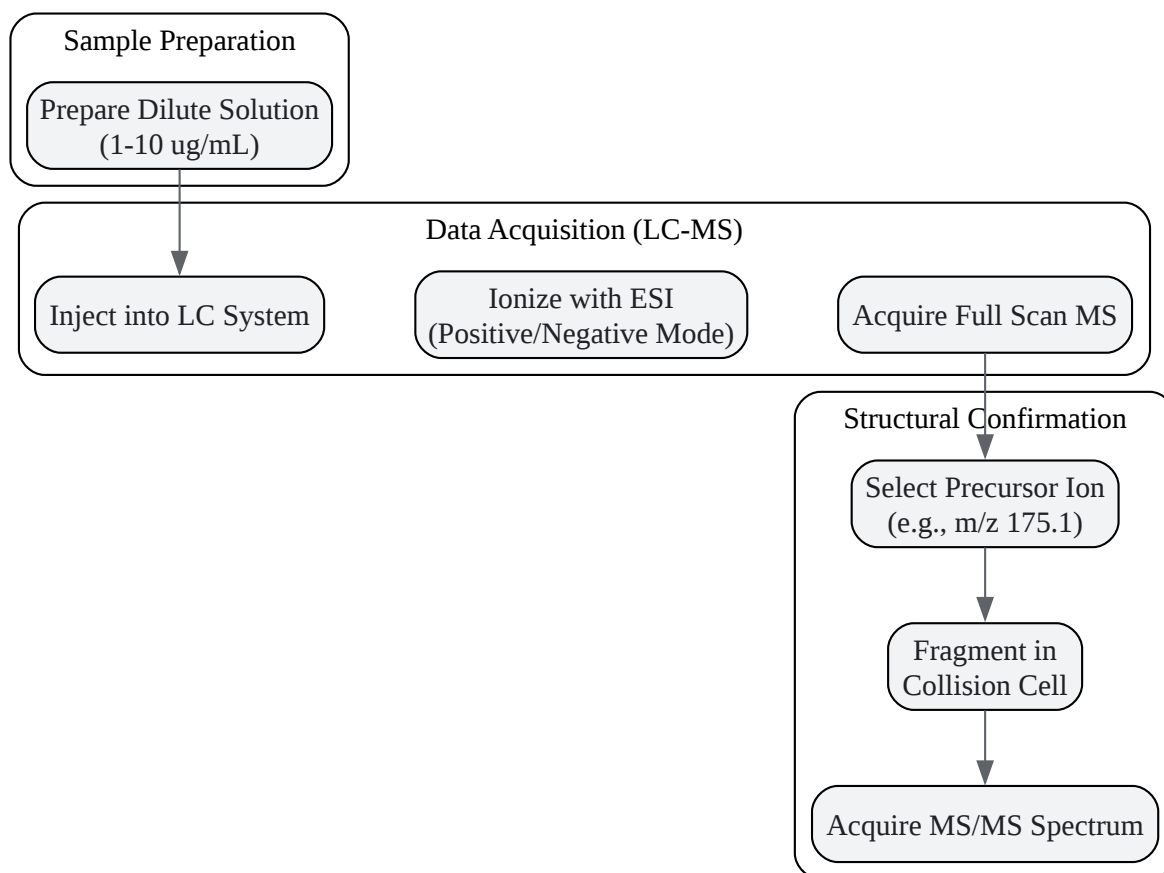 Sample Preparation
Prepare Dilute Solution
(1-10 ug/mL)
Data Acquisition (LC-MS)
Inject into LC System
Ionize with ESI
(Positive/Negative Mode)
Acquire Full Scan MS
Structural Confirmation
Select Precursor Ion
(e.g., m/z 175.1)
Fragment in
Collision Cell
Acquire MS/MS Spectrum